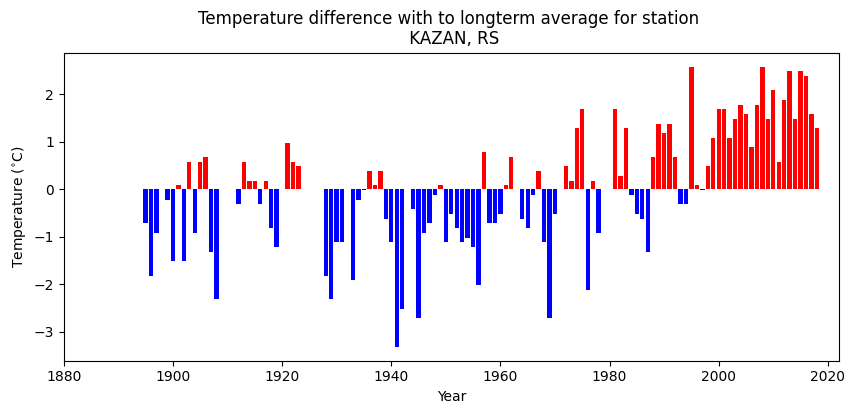 Temperature difference with to longterm average for station
KAZAN, RS
2
1
0
−1
−2
−3
Temperature (°C)
1880 1900 1920 1940 1960 1980 2000 2020
Year